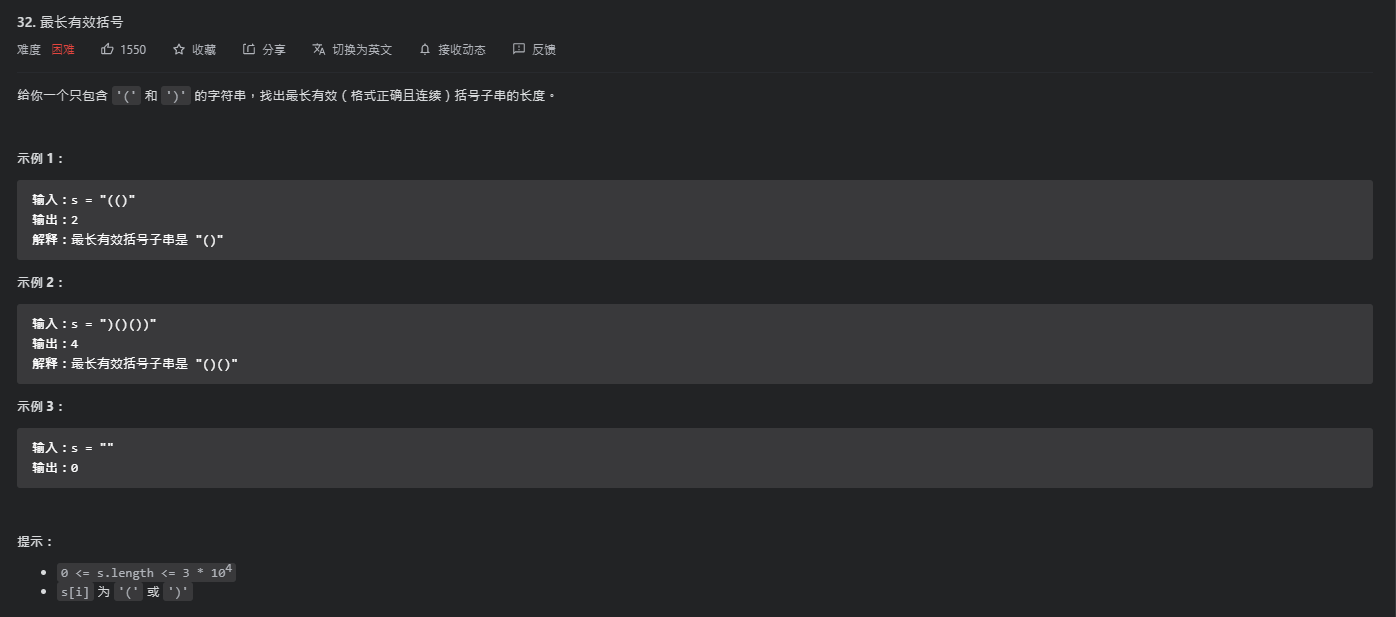 32. 最长有效括号
难度 困难 1550 收藏 分享 切换为英文 接收动态 反馈
给你一个只包含 '(' 和 ')' 的字符串，找出最长有效（格式正确且连续）括号子串的长度。
示例 1：
输入：s = "(()"
输出：2
解释：最长有效括号子串是 "()"
示例 2：
输入：s = ")()())"
输出：4
解释：最长有效括号子串是 "()()"
示例 3：
输入：s = ""
输出：0
提示：
0 <= s.length <= 3 * 10⁴
s[i] 为 '(' 或 ')'